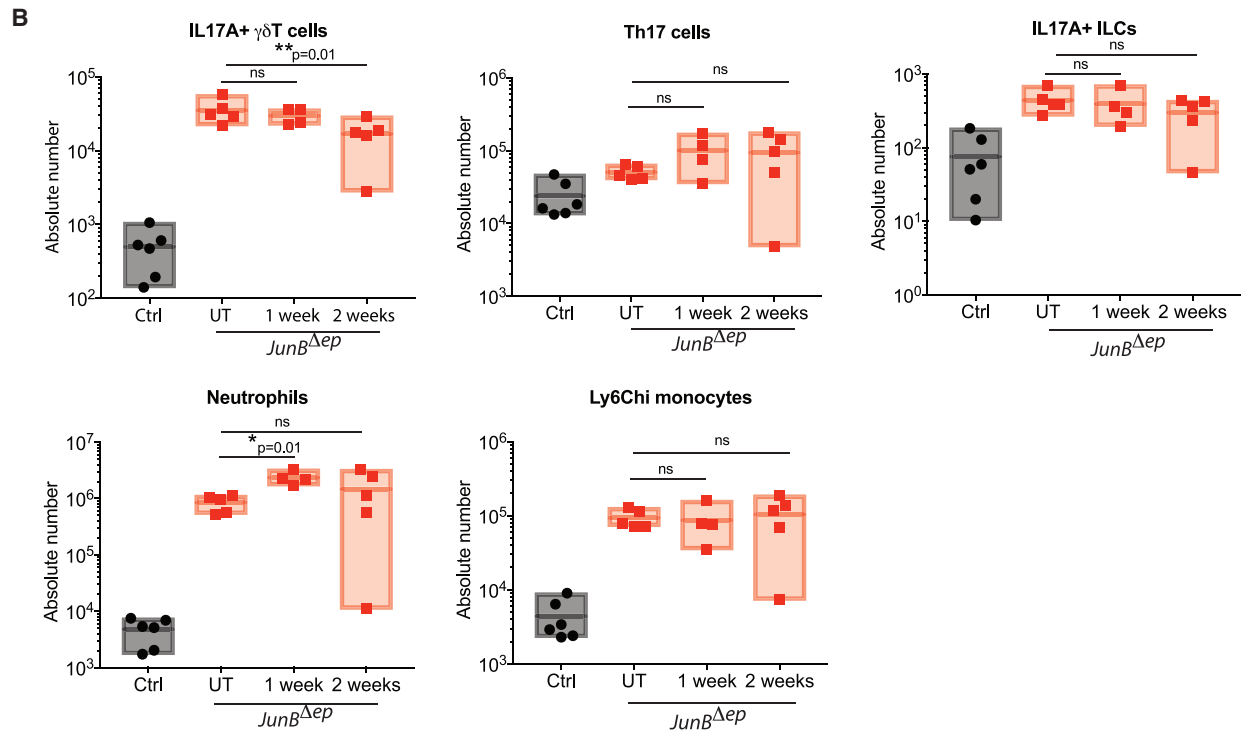 B
IL17A+ γδT cells
**p=0.01
ns
Absolute number
10^5
10^4
10^3
10^2
Ctrl UT 1 week 2 weeks
JunB^Δep
Th17 cells
ns
ns
Absolute number
10^6
10^5
10^4
10^3
Ctrl UT 1 week 2 weeks
JunB^Δep
IL17A+ ILCs
ns
ns
Absolute number
10^3
10^2
10^1
10^0
Ctrl UT 1 week 2 weeks
JunB^Δep
Neutrophils
ns
*p=0.01
Absolute number
10^7
10^6
10^5
10^4
10^3
Ctrl UT 1 week 2 weeks
JunB^Δep
Ly6Chi monocytes
ns
ns
Absolute number
10^6
10^5
10^4
10^3
Ctrl UT 1 week 2 weeks
JunB^Δep